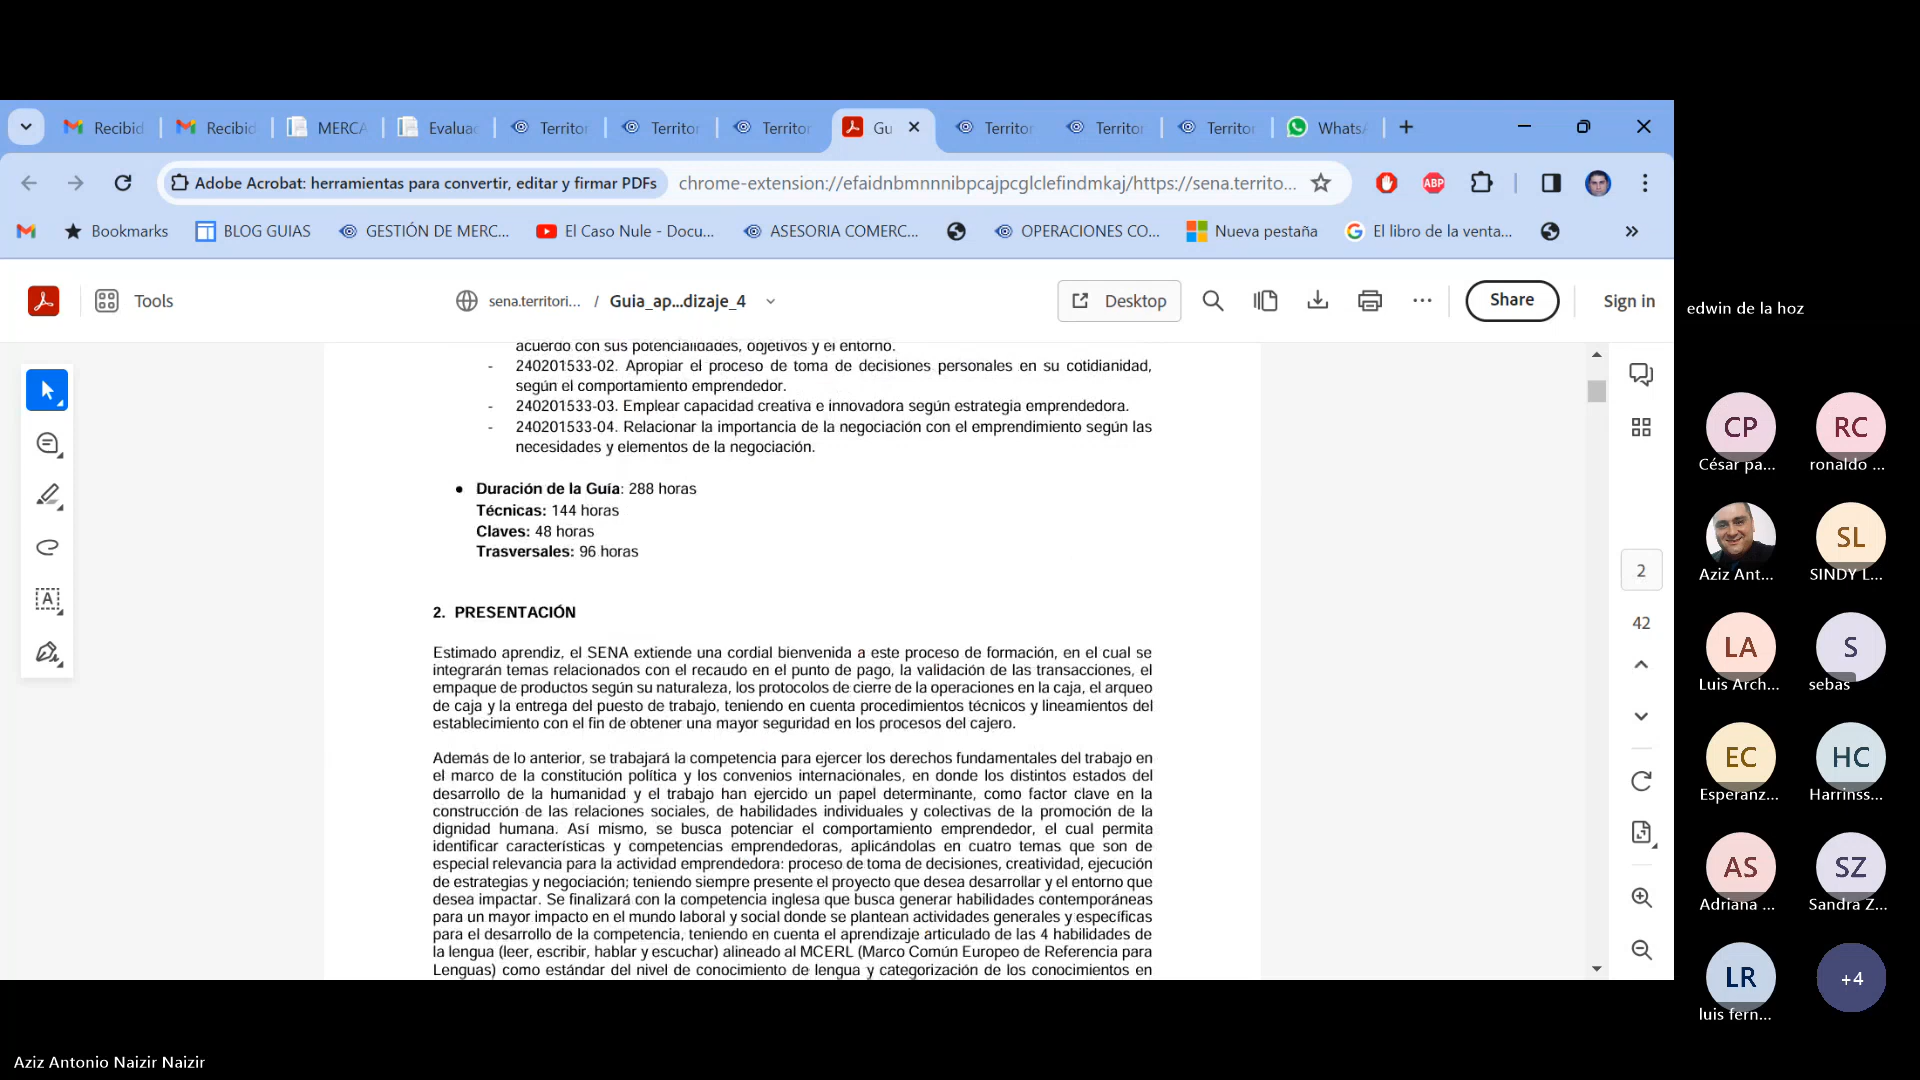 Recibid
Recibid
MERCA
Evaluac
Territor
Territor
Territor
Gu
Territor
Territor
Territor
WhatsA
Adobe Acrobat: herramientas para convertir, editar y firmar PDFs
chrome-extension://efaidnbmnnnibpcajpcglclefindmkaj/https://sena.territo...
ABP
Bookmarks
BLOG GUIAS
GESTIÓN DE MERC...
El Caso Nule - Docu...
ASESORIA COMERC...
OPERACIONES CO...
Nueva pestaña
El libro de la venta...
»
Tools
sena.territori... / Guia_ap...dizaje_4
Desktop
Share
Sign in
acuerdo con sus potencialidades, objetivos y el entorno.
- 240201533-02. Apropiar el proceso de toma de decisiones personales en su cotidianidad,
según el comportamiento emprendedor.
- 240201533-03. Emplear capacidad creativa e innovadora según estrategia emprendedora.
- 240201533-04. Relacionar la importancia de la negociación con el emprendimiento según las
necesidades y elementos de la negociación.
• Duración de la Guía: 288 horas
Técnicas: 144 horas
Claves: 48 horas
Trasversales: 96 horas
2. PRESENTACIÓN
Estimado aprendiz, el SENA extiende una cordial bienvenida a este proceso de formación, en el cual se
integrarán temas relacionados con el recaudo en el punto de pago, la validación de las transacciones, el
empaque de productos según su naturaleza, los protocolos de cierre de la operaciones en la caja, el arqueo
de caja y la entrega del puesto de trabajo, teniendo en cuenta procedimientos técnicos y lineamientos del
establecimiento con el fin de obtener una mayor seguridad en los procesos del cajero.
Además de lo anterior, se trabajará la competencia para ejercer los derechos fundamentales del trabajo en
el marco de la constitución política y los convenios internacionales, en donde los distintos estados del
desarrollo de la humanidad y el trabajo han ejercido un papel determinante, como factor clave en la
construcción de las relaciones sociales, de habilidades individuales y colectivas de la promoción de la
dignidad humana. Así mismo, se busca potenciar el comportamiento emprendedor, el cual permita
identificar características y competencias emprendedoras, aplicándolas en cuatro temas que son de
especial relevancia para la actividad emprendedora: proceso de toma de decisiones, creatividad, ejecución
de estrategias y negociación; teniendo siempre presente el proyecto que desea desarrollar y el entorno que
desea impactar. Se finalizará con la competencia inglesa que busca generar habilidades contemporáneas
para un mayor impacto en el mundo laboral y social donde se plantean actividades generales y específicas
para el desarrollo de la competencia, teniendo en cuenta el aprendizaje articulado de las 4 habilidades de
la lengua (leer, escribir, hablar y escuchar) alineado al MCERL (Marco Común Europeo de Referencia para
Lenguas) como estándar del nivel de conocimiento de lengua y categorización de los conocimientos en
2
42
edwin de la hoz
CP
César pa...
RC
ronaldo ...
Aziz Ant...
SL
SINDY L...
LA
Luis Arch...
S
sebas
EC
Esperanz...
HC
Harrinss...
AS
Adriana ...
SZ
Sandra Z...
LR
luis fern...
+4
Aziz Antonio Naizir Naizir